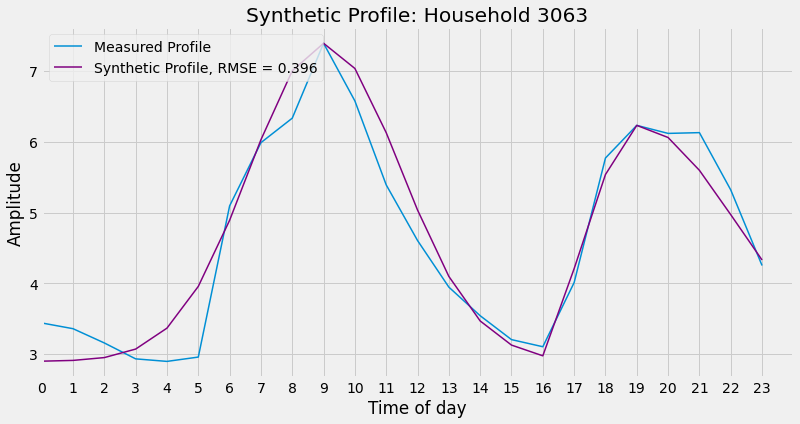 Synthetic Profile: Household 3063
Measured Profile
Synthetic Profile, RMSE = 0.396
Amplitude
7
6
5
4
3
0 1 2 3 4 5 6 7 8 9 10 11 12 13 14 15 16 17 18 19 20 21 22 23
Time of day